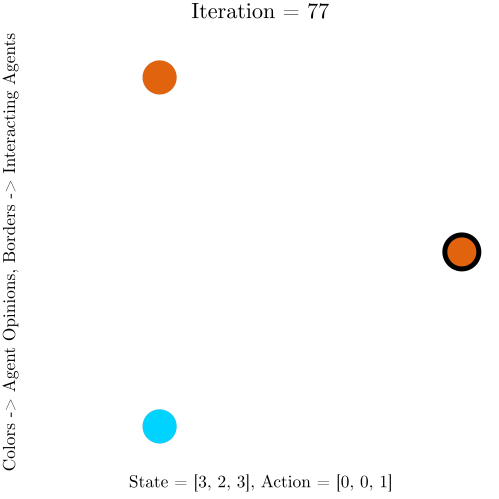 Iteration = 77
Colors -> Agent Opinions, Borders -> Interacting Agents
State = [3, 2, 3], Action = [0, 0, 1]